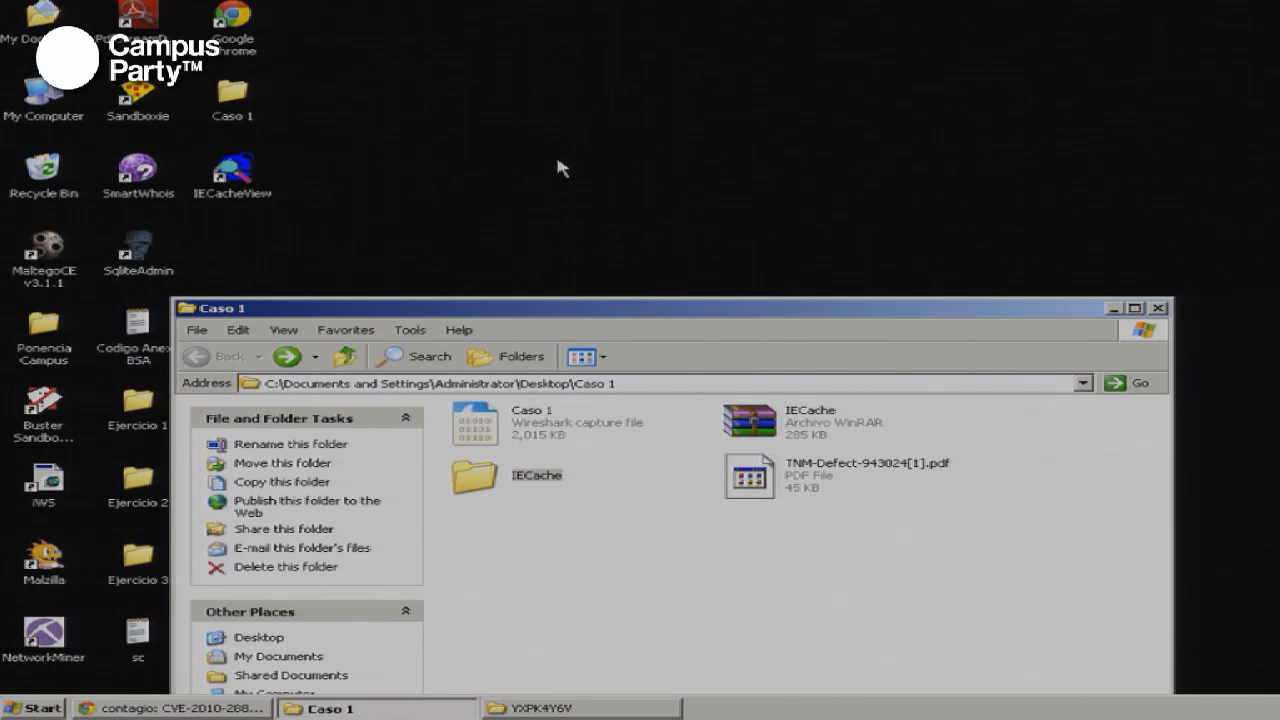 Campus
Party™
My Do
Google
Chrome
My Computer
Sandboxie
Caso 1
Recycle Bin
SmartWhois
IECacheView
MaltegoCE
v3.1.1
SqliteAdmin
Ponencia
Campus
Codigo Anex
BSA
Buster
Sandbo...
Ejercicio 1
iWS
Ejercicio 2
Malzilla
Ejercicio 3
NetworkMiner
sc
Caso 1
File Edit View Favorites Tools Help
Back Search Folders
Address C:\Documents and Settings\Administrator\Desktop\Caso 1 Go
File and Folder Tasks
Rename this folder
Move this folder
Copy this folder
Publish this folder to the
Web
Share this folder
E-mail this folder's files
Delete this folder
Other Places
Desktop
My Documents
Shared Documents
My Computer
Caso 1
Wireshark capture file
2,015 KB
IECache
Archivo WinRAR
285 KB
IECache
TNM-Defect-943024[1].pdf
PDF File
45 KB
Start contagio: CVE-2010-288... Caso 1 YXPK4Y6V